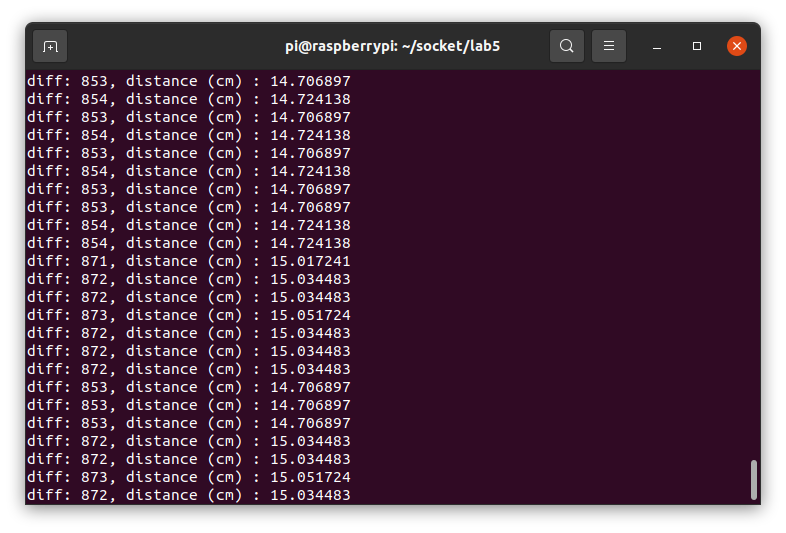 pi@raspberrypi: ~/socket/lab5
diff: 853, distance (cm) : 14.706897
diff: 854, distance (cm) : 14.724138
diff: 853, distance (cm) : 14.706897
diff: 854, distance (cm) : 14.724138
diff: 853, distance (cm) : 14.706897
diff: 854, distance (cm) : 14.724138
diff: 853, distance (cm) : 14.706897
diff: 853, distance (cm) : 14.706897
diff: 854, distance (cm) : 14.724138
diff: 854, distance (cm) : 14.724138
diff: 871, distance (cm) : 15.017241
diff: 872, distance (cm) : 15.034483
diff: 872, distance (cm) : 15.034483
diff: 873, distance (cm) : 15.051724
diff: 872, distance (cm) : 15.034483
diff: 872, distance (cm) : 15.034483
diff: 872, distance (cm) : 15.034483
diff: 853, distance (cm) : 14.706897
diff: 853, distance (cm) : 14.706897
diff: 853, distance (cm) : 14.706897
diff: 872, distance (cm) : 15.034483
diff: 872, distance (cm) : 15.034483
diff: 873, distance (cm) : 15.051724
diff: 872, distance (cm) : 15.034483